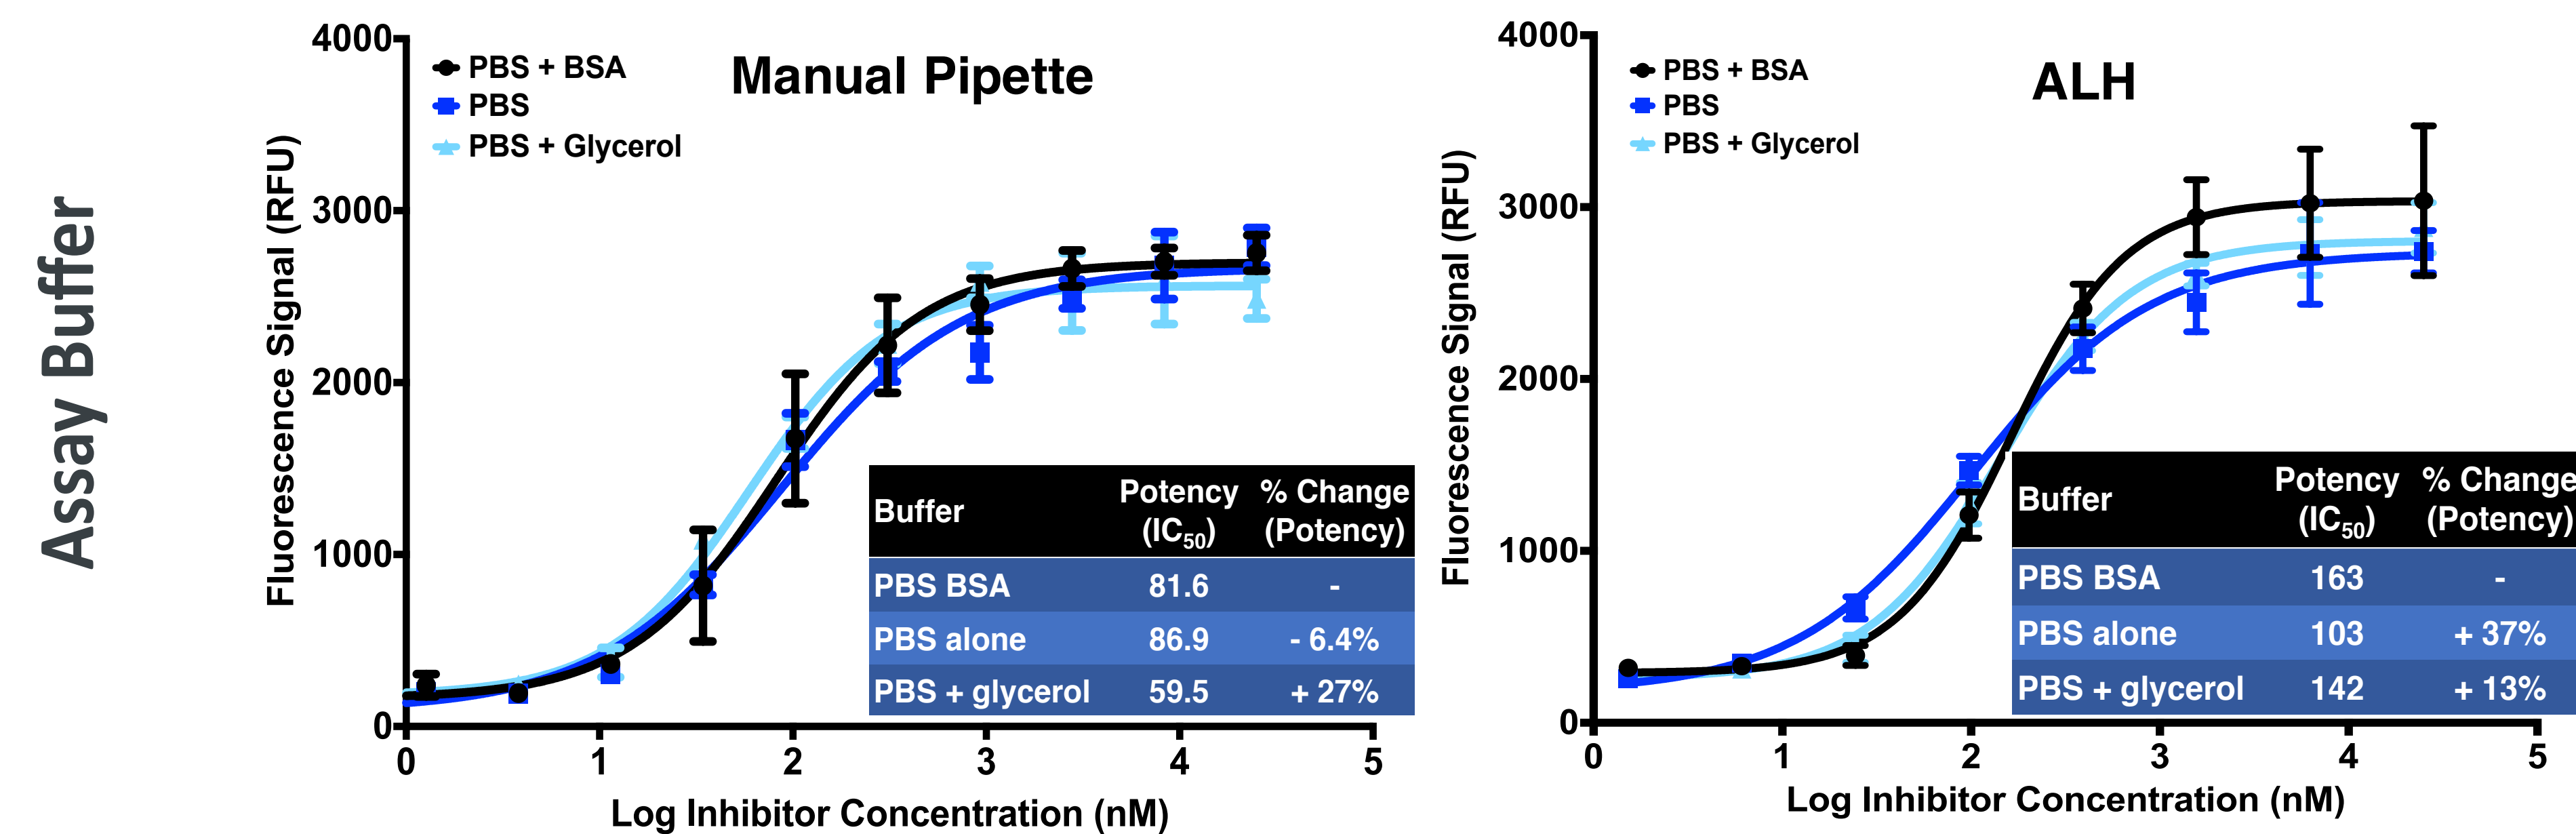 Assay Buffer
Manual Pipette
PBS + BSA
PBS
PBS + Glycerol
Fluorescence Signal (RFU)
4000
3000
2000
1000
0
0 1 2 3 4 5
Log Inhibitor Concentration (nM)
Buffer Potency (IC50) % Change (Potency)
PBS BSA 81.6 -
PBS alone 86.9 - 6.4%
PBS + glycerol 59.5 + 27%
ALH
PBS + BSA
PBS
PBS + Glycerol
Fluorescence Signal (RFU)
4000
3000
2000
1000
0
0 1 2 3 4 5
Log Inhibitor Concentration (nM)
Buffer Potency (IC50) % Change (Potency)
PBS BSA 163 -
PBS alone 103 + 37%
PBS + glycerol 142 + 13%